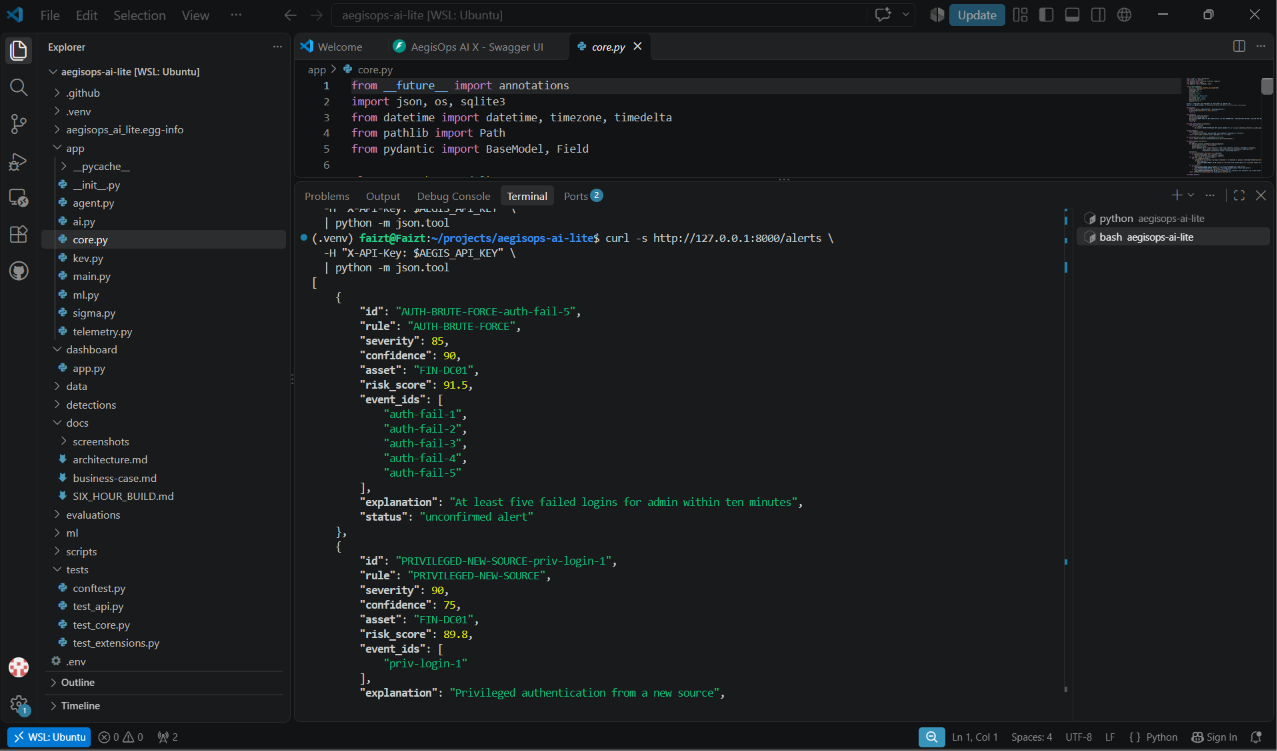 File Edit Selection View ··· aegisops-ai-lite [WSL: Ubuntu] Update
Explorer ···
aegisops-ai-lite [WSL: Ubuntu]
.github
.venv
aegisops_ai_lite.egg-info
app
__pycache__
__init__.py
agent.py
ai.py
core.py
kev.py
main.py
ml.py
sigma.py
telemetry.py
dashboard
app.py
data
detections
docs
screenshots
architecture.md
business-case.md
SIX_HOUR_BUILD.md
evaluations
ml
scripts
tests
conftest.py
test_api.py
test_core.py
test_extensions.py
.env
Outline
Timeline
1
Welcome AegisOps AI X - Swagger UI core.py
app > core.py
1 from __future__ import annotations
2 import json, os, sqlite3
3 from datetime import datetime, timezone, timedelta
4 from pathlib import Path
5 from pydantic import BaseModel, Field
6
Problems Output Debug Console Terminal Ports 2
-H "X-API-Key: $AEGIS_API_KEY" \
| python -m json.tool
(.venv) faizt@Faizt:~/projects/aegisops-ai-lite$ curl -s http://127.0.0.1:8000/alerts \
-H "X-API-Key: $AEGIS_API_KEY" \
| python -m json.tool
[
{
"id": "AUTH-BRUTE-FORCE-auth-fail-5",
"rule": "AUTH-BRUTE-FORCE",
"severity": 85,
"confidence": 90,
"asset": "FIN-DC01",
"risk_score": 91.5,
"event_ids": [
"auth-fail-1",
"auth-fail-2",
"auth-fail-3",
"auth-fail-4",
"auth-fail-5"
],
"explanation": "At least five failed logins for admin within ten minutes",
"status": "unconfirmed alert"
},
{
"id": "PRIVILEGED-NEW-SOURCE-priv-login-1",
"rule": "PRIVILEGED-NEW-SOURCE",
"severity": 90,
"confidence": 75,
"asset": "FIN-DC01",
"risk_score": 89.8,
"event_ids": [
"priv-login-1"
],
"explanation": "Privileged authentication from a new source",
python aegisops-ai-lite
bash aegisops-ai-lite
WSL: Ubuntu 0 0 2 Ln 1, Col 1 Spaces: 4 UTF-8 LF { } Python Sign In